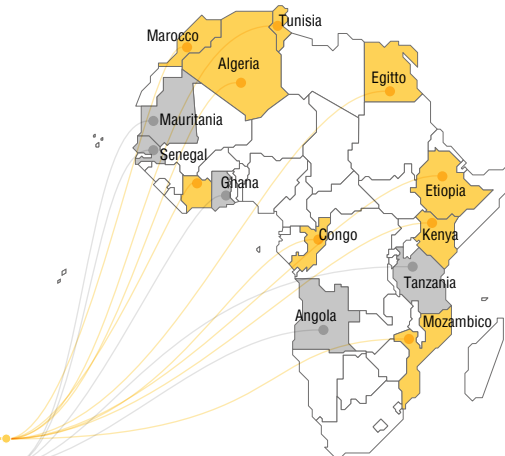 Tunisia
Marocco
Algeria
Egitto
Mauritania
Senegal
Ghana
Etiopia
Congo
Kenya
Tanzania
Angola
Mozambico